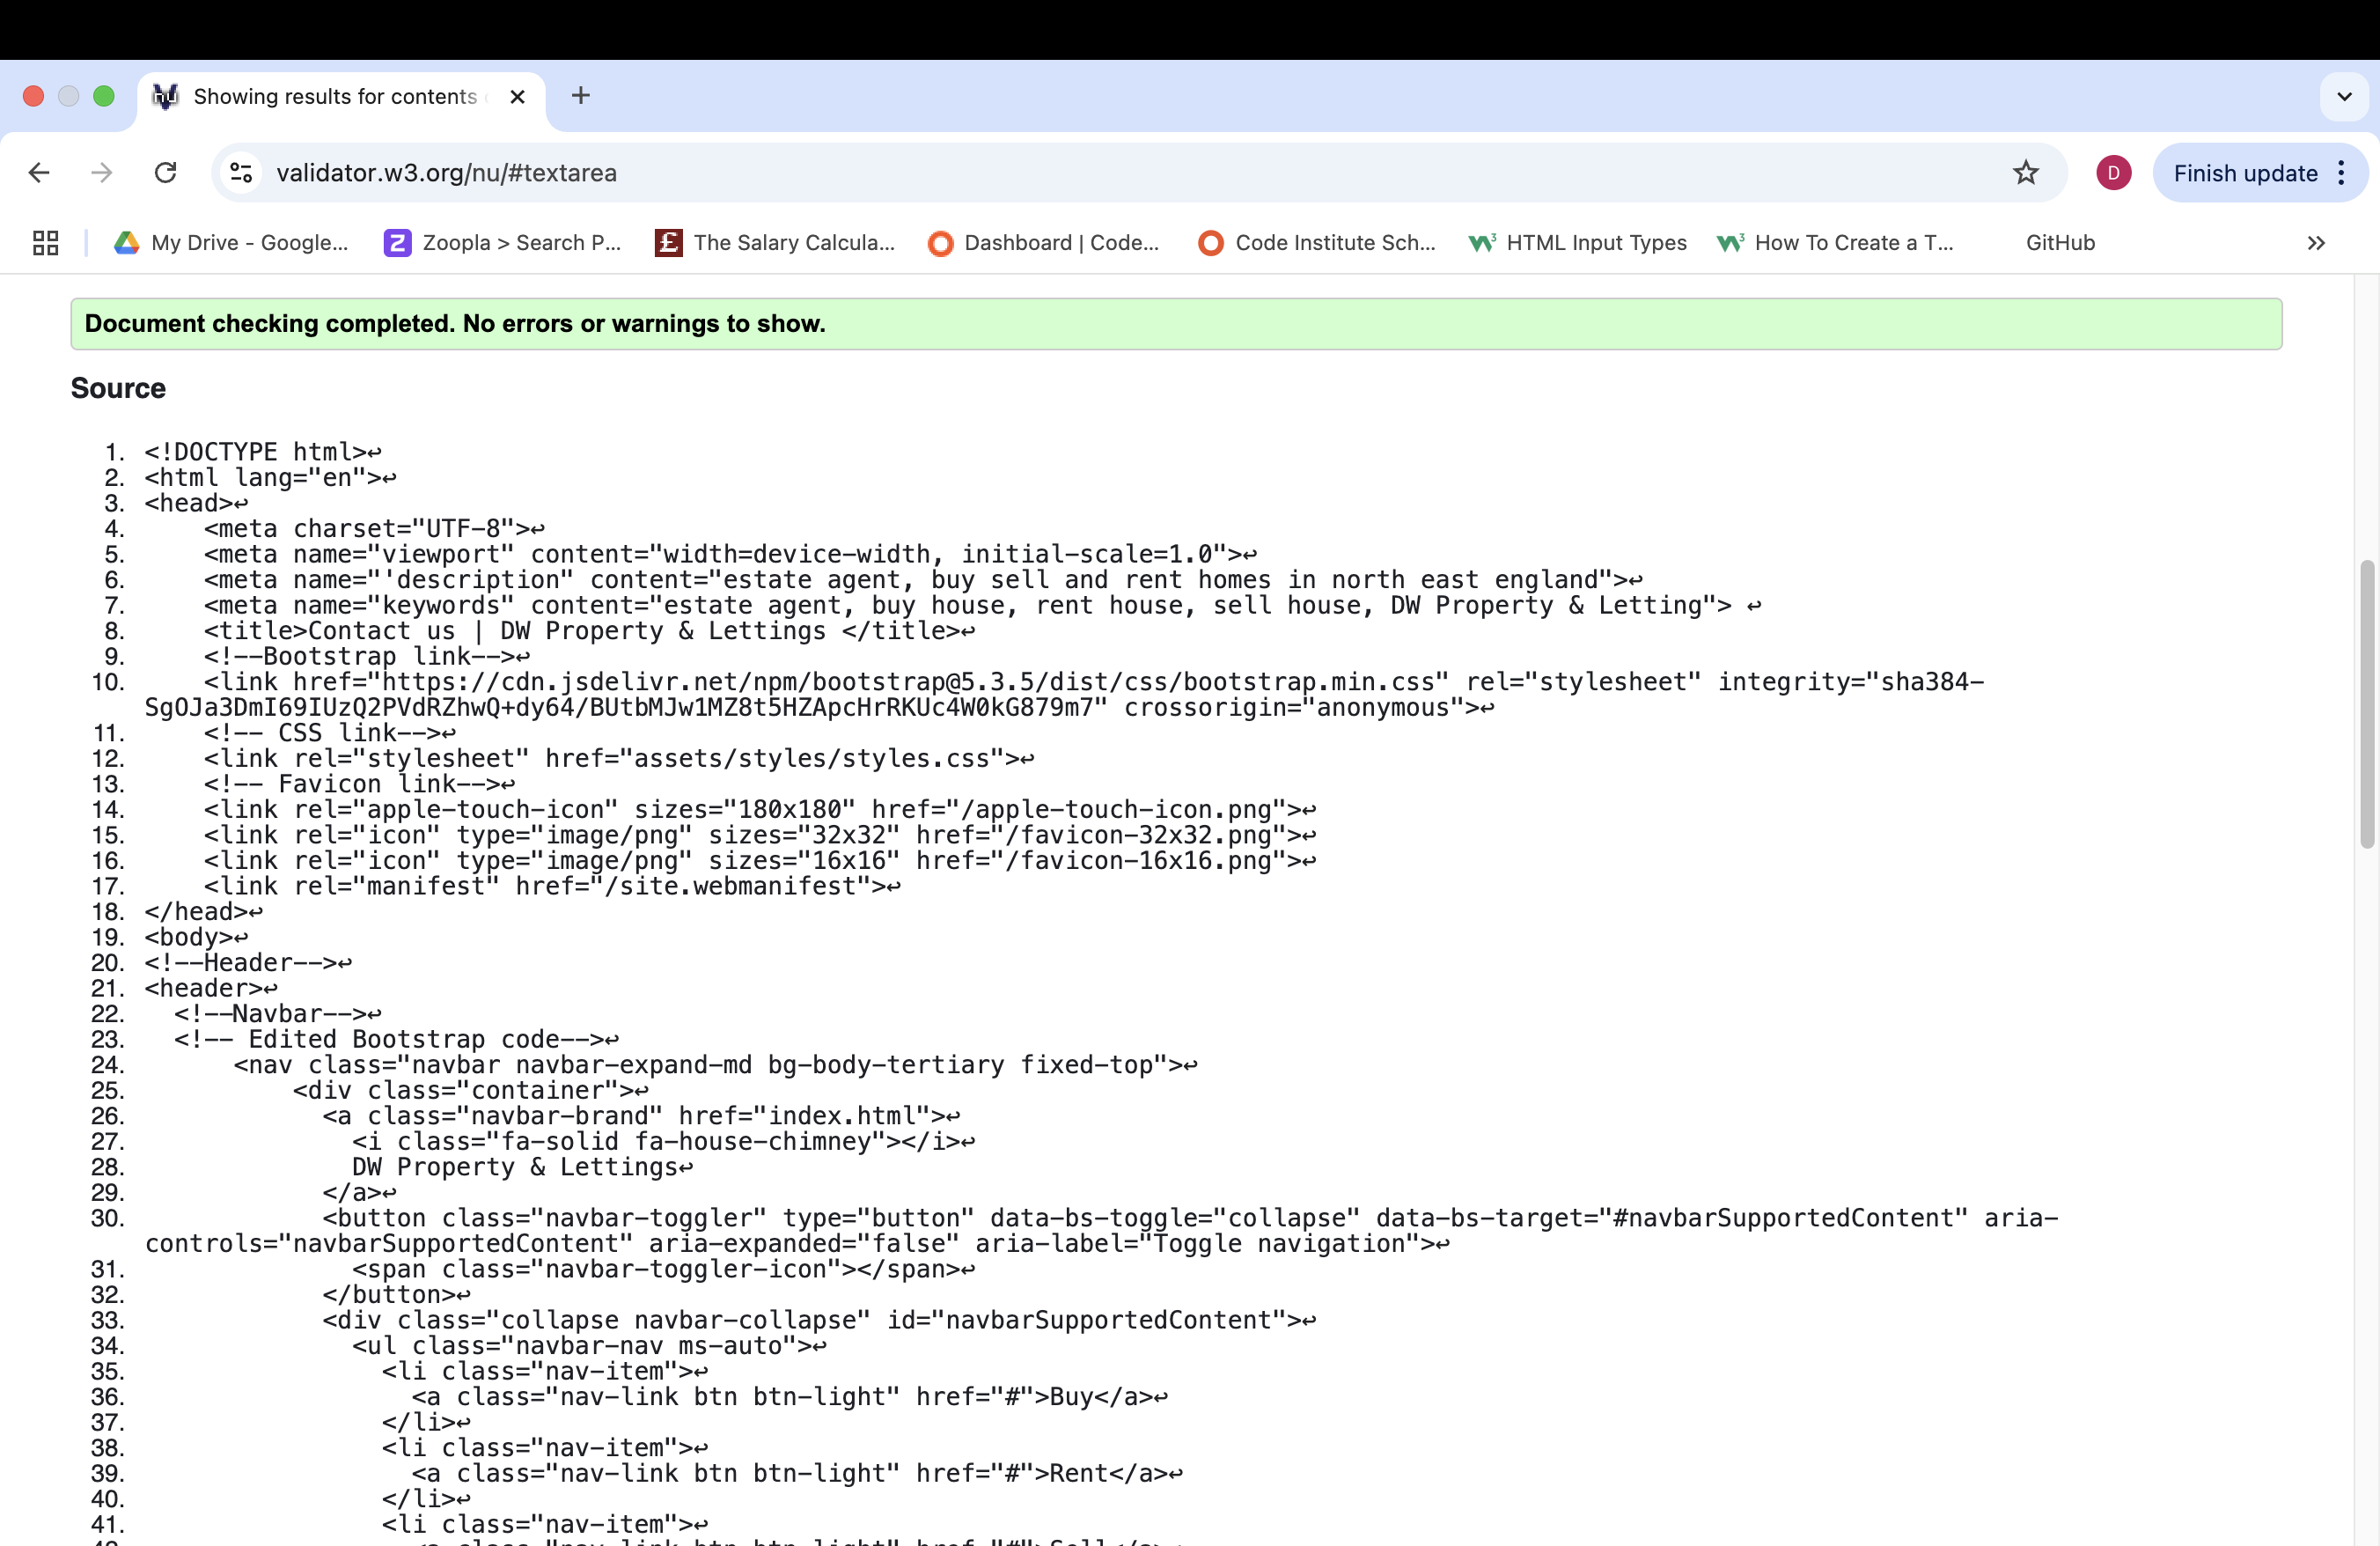 Showing results for contents
validator.w3.org/nu/#textarea
D
Finish update
My Drive - Google...
Zoopla > Search P...
The Salary Calcula...
Dashboard | Code...
Code Institute Sch...
HTML Input Types
How To Create a T...
GitHub
Document checking completed. No errors or warnings to show.
Source
1. <!DOCTYPE html>↩
2. <html lang="en">↩
3. <head>↩
4. <meta charset="UTF-8">↩
5. <meta name="viewport" content="width=device-width, initial-scale=1.0">↩
6. <meta name="'description" content="estate agent, buy sell and rent homes in north east england">↩
7. <meta name="keywords" content="estate agent, buy house, rent house, sell house, DW Property & Letting"> ↩
8. <title>Contact us | DW Property & Lettings </title>↩
9. <!--Bootstrap link-->↩
10. <link href="https://cdn.jsdelivr.net/npm/bootstrap@5.3.5/dist/css/bootstrap.min.css" rel="stylesheet" integrity="sha384-
SgOJa3DmI69IUzQ2PVdRZhwQ+dy64/BUtbMJw1MZ8t5HZApcHrRKUc4W0kG879m7" crossorigin="anonymous">↩
11. <!-- CSS link-->↩
12. <link rel="stylesheet" href="assets/styles/styles.css">↩
13. <!-- Favicon link-->↩
14. <link rel="apple-touch-icon" sizes="180x180" href="/apple-touch-icon.png">↩
15. <link rel="icon" type="image/png" sizes="32x32" href="/favicon-32x32.png">↩
16. <link rel="icon" type="image/png" sizes="16x16" href="/favicon-16x16.png">↩
17. <link rel="manifest" href="/site.webmanifest">↩
18. </head>↩
19. <body>↩
20. <!--Header-->↩
21. <header>↩
22. <!--Navbar-->↩
23. <!-- Edited Bootstrap code-->↩
24. <nav class="navbar navbar-expand-md bg-body-tertiary fixed-top">↩
25. <div class="container">↩
26. <a class="navbar-brand" href="index.html">↩
27. <i class="fa-solid fa-house-chimney"></i>↩
28. DW Property & Lettings↩
29. </a>↩
30. <button class="navbar-toggler" type="button" data-bs-toggle="collapse" data-bs-target="#navbarSupportedContent" aria-
controls="navbarSupportedContent" aria-expanded="false" aria-label="Toggle navigation">↩
31. <span class="navbar-toggler-icon"></span>↩
32. </button>↩
33. <div class="collapse navbar-collapse" id="navbarSupportedContent">↩
34. <ul class="navbar-nav ms-auto">↩
35. <li class="nav-item">↩
36. <a class="nav-link btn btn-light" href="#">Buy</a>↩
37. </li>↩
38. <li class="nav-item">↩
39. <a class="nav-link btn btn-light" href="#">Rent</a>↩
40. </li>↩
41. <li class="nav-item">↩